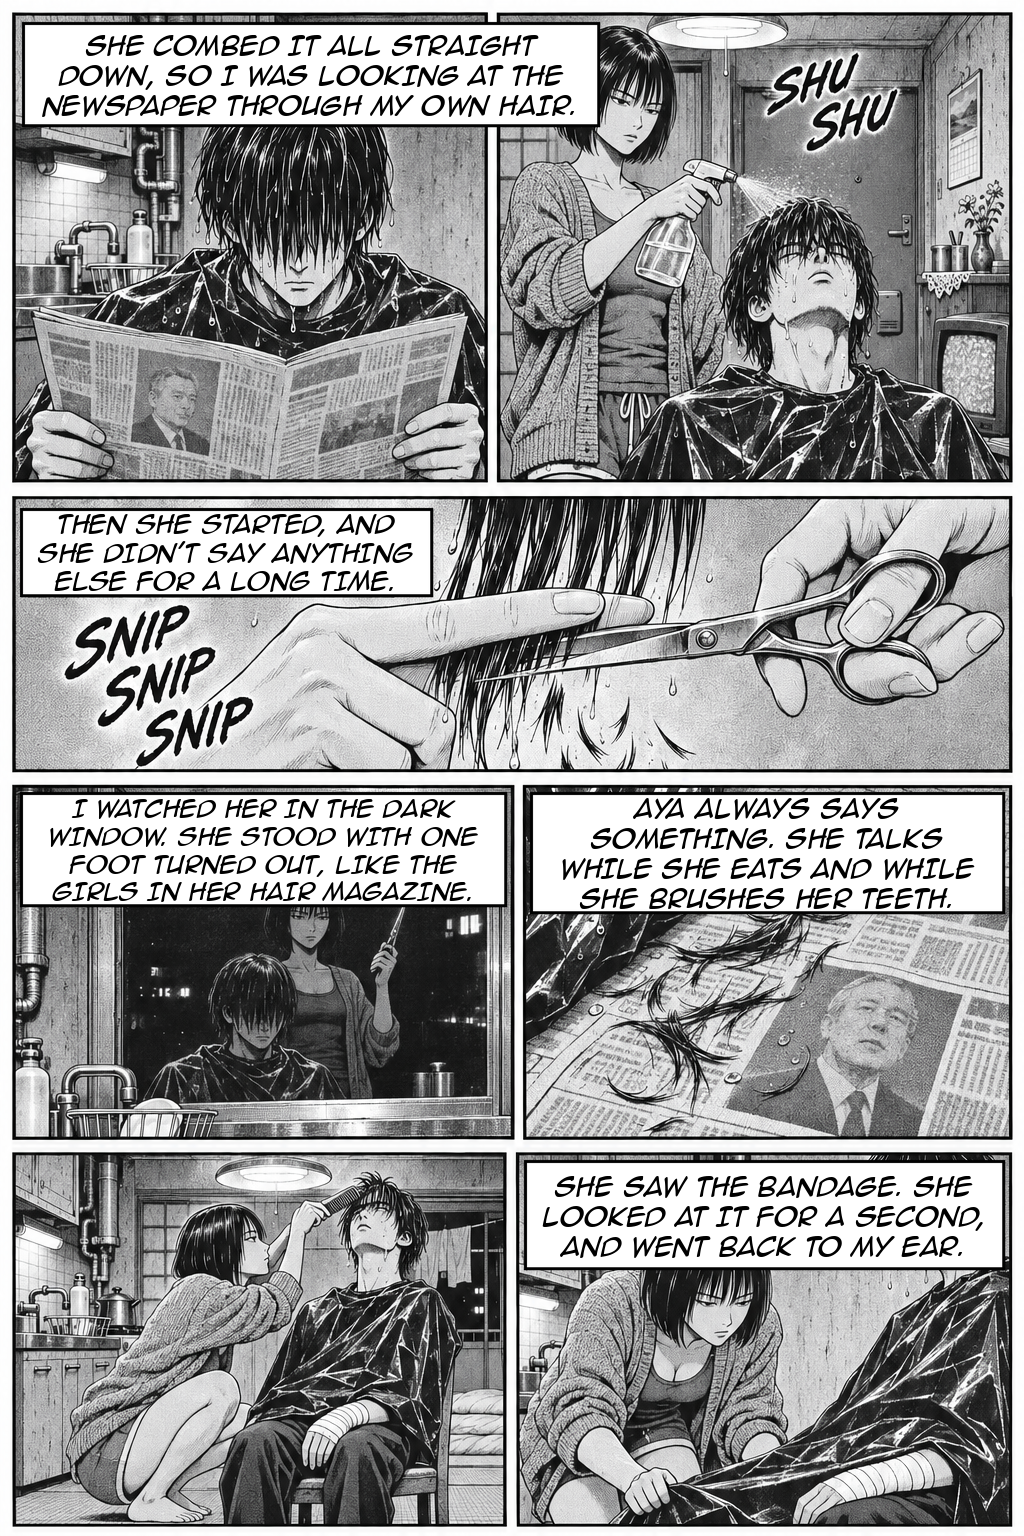 SHE COMBED IT ALL STRAIGHT
DOWN, SO I WAS LOOKING AT THE
NEWSPAPER THROUGH MY OWN HAIR.
SHU
SHU
THEN SHE STARTED, AND
SHE DIDN'T SAY ANYTHING
ELSE FOR A LONG TIME.
SNIP
SNIP
SNIP
I WATCHED HER IN THE DARK
WINDOW. SHE STOOD WITH ONE
FOOT TURNED OUT, LIKE THE
GIRLS IN HER HAIR MAGAZINE.
AYA ALWAYS SAYS
SOMETHING. SHE TALKS
WHILE SHE EATS AND WHILE
SHE BRUSHES HER TEETH.
SHE SAW THE BANDAGE. SHE
LOOKED AT IT FOR A SECOND,
AND WENT BACK TO MY EAR.